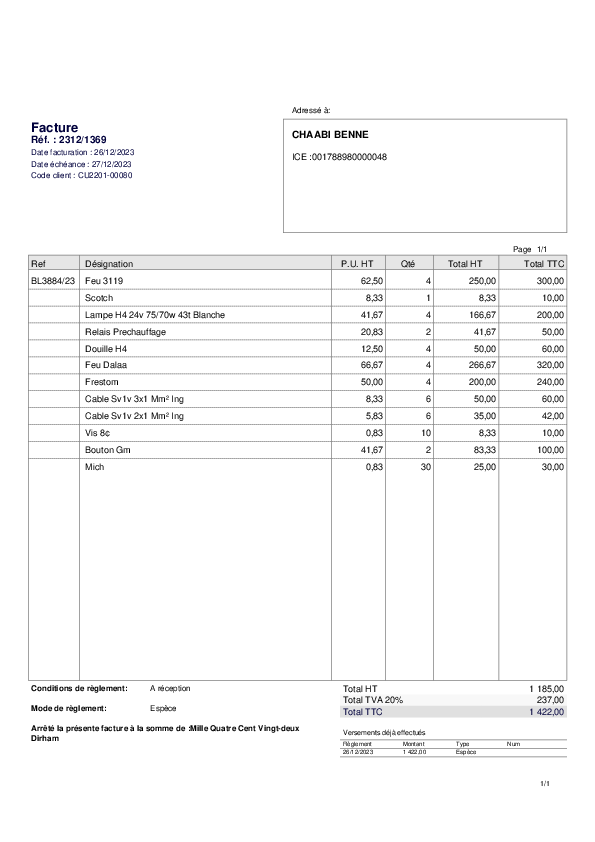 Adressé à:
Facture
Réf. : 2312/1369
Date facturation : 26/12/2023
Date échéance : 27/12/2023
Code client : CU2201-00080
CHAABI BENNE
ICE :001788980000048
Page 1/1
Ref Désignation P.U. HT Qté Total HT Total TTC
BL3884/23 Feu 3119 62,50 4 250,00 300,00
Scotch 8,33 1 8,33 10,00
Lampe H4 24v 75/70w 43t Blanche 41,67 4 166,67 200,00
Relais Prechauffage 20,83 2 41,67 50,00
Douille H4 12,50 4 50,00 60,00
Feu Dalaa 66,67 4 266,67 320,00
Frestom 50,00 4 200,00 240,00
Cable Sv1v 3x1 Mm² Ing 8,33 6 50,00 60,00
Cable Sv1v 2x1 Mm² Ing 5,83 6 35,00 42,00
Vis 8¢ 0,83 10 8,33 10,00
Bouton Gm 41,67 2 83,33 100,00
Mich 0,83 30 25,00 30,00
Conditions de règlement: A réception
Mode de règlement: Espèce
Arrêté la présente facture à la somme de :Mille Quatre Cent Vingt-deux
Dirham
Total HT 1 185,00
Total TVA 20% 237,00
Total TTC 1 422,00
Versements déjà effectués
Règlement Montant Type Num
26/12/2023 1 422,00 Espèce
1/1